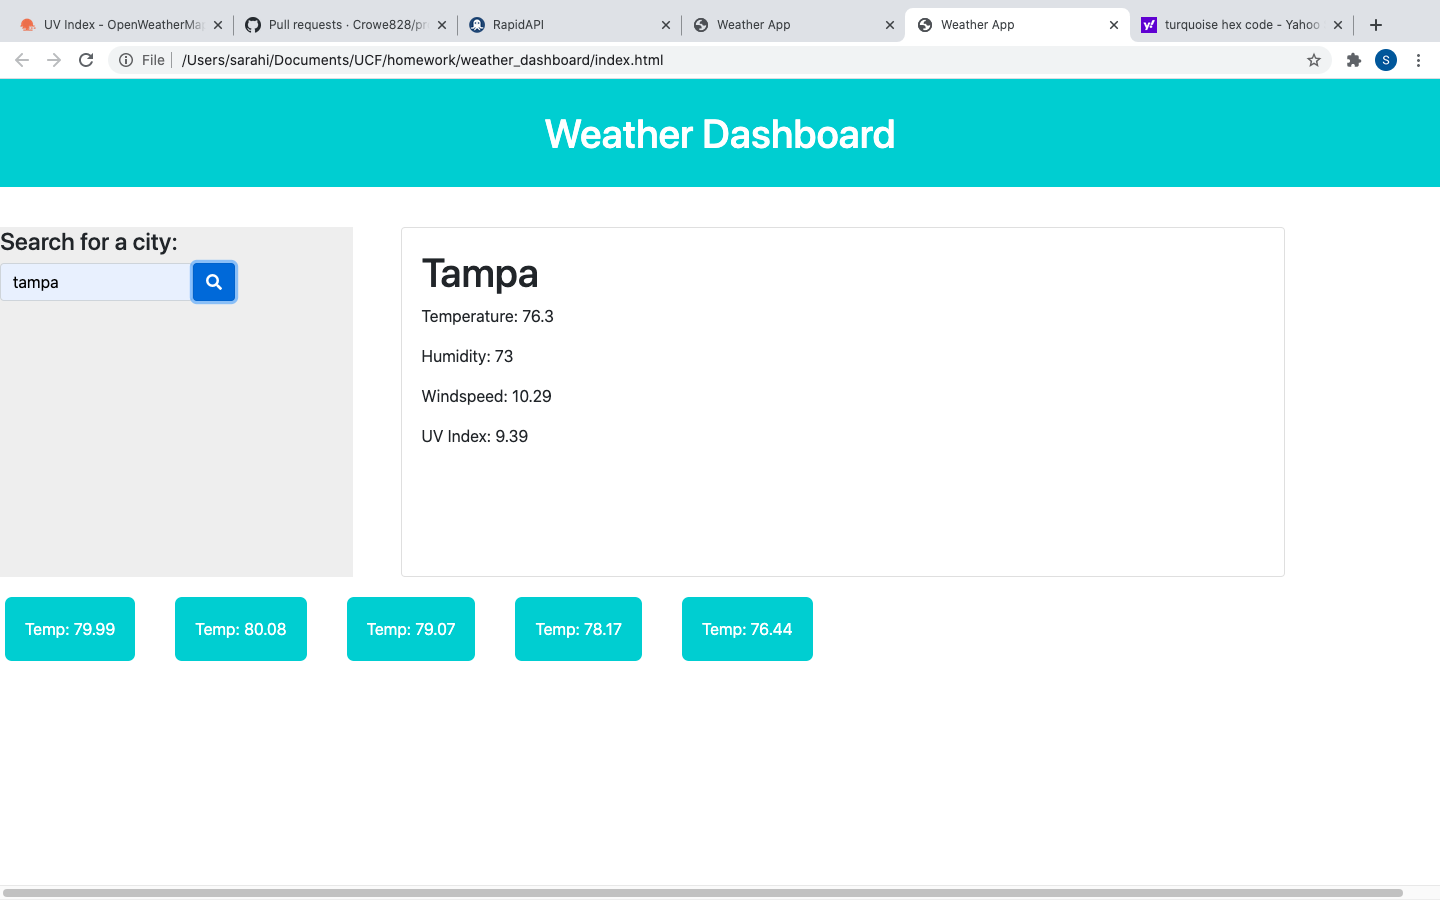 UV Index - OpenWeatherMap
Pull requests · Crowe828/pr
RapidAPI
Weather App
Weather App
turquoise hex code - Yahoo
File
/Users/sarahi/Documents/UCF/homework/weather_dashboard/index.html
S
Weather Dashboard
Search for a city:
tampa
Tampa
Temperature: 76.3
Humidity: 73
Windspeed: 10.29
UV Index: 9.39
Temp: 79.99
Temp: 80.08
Temp: 79.07
Temp: 78.17
Temp: 76.44